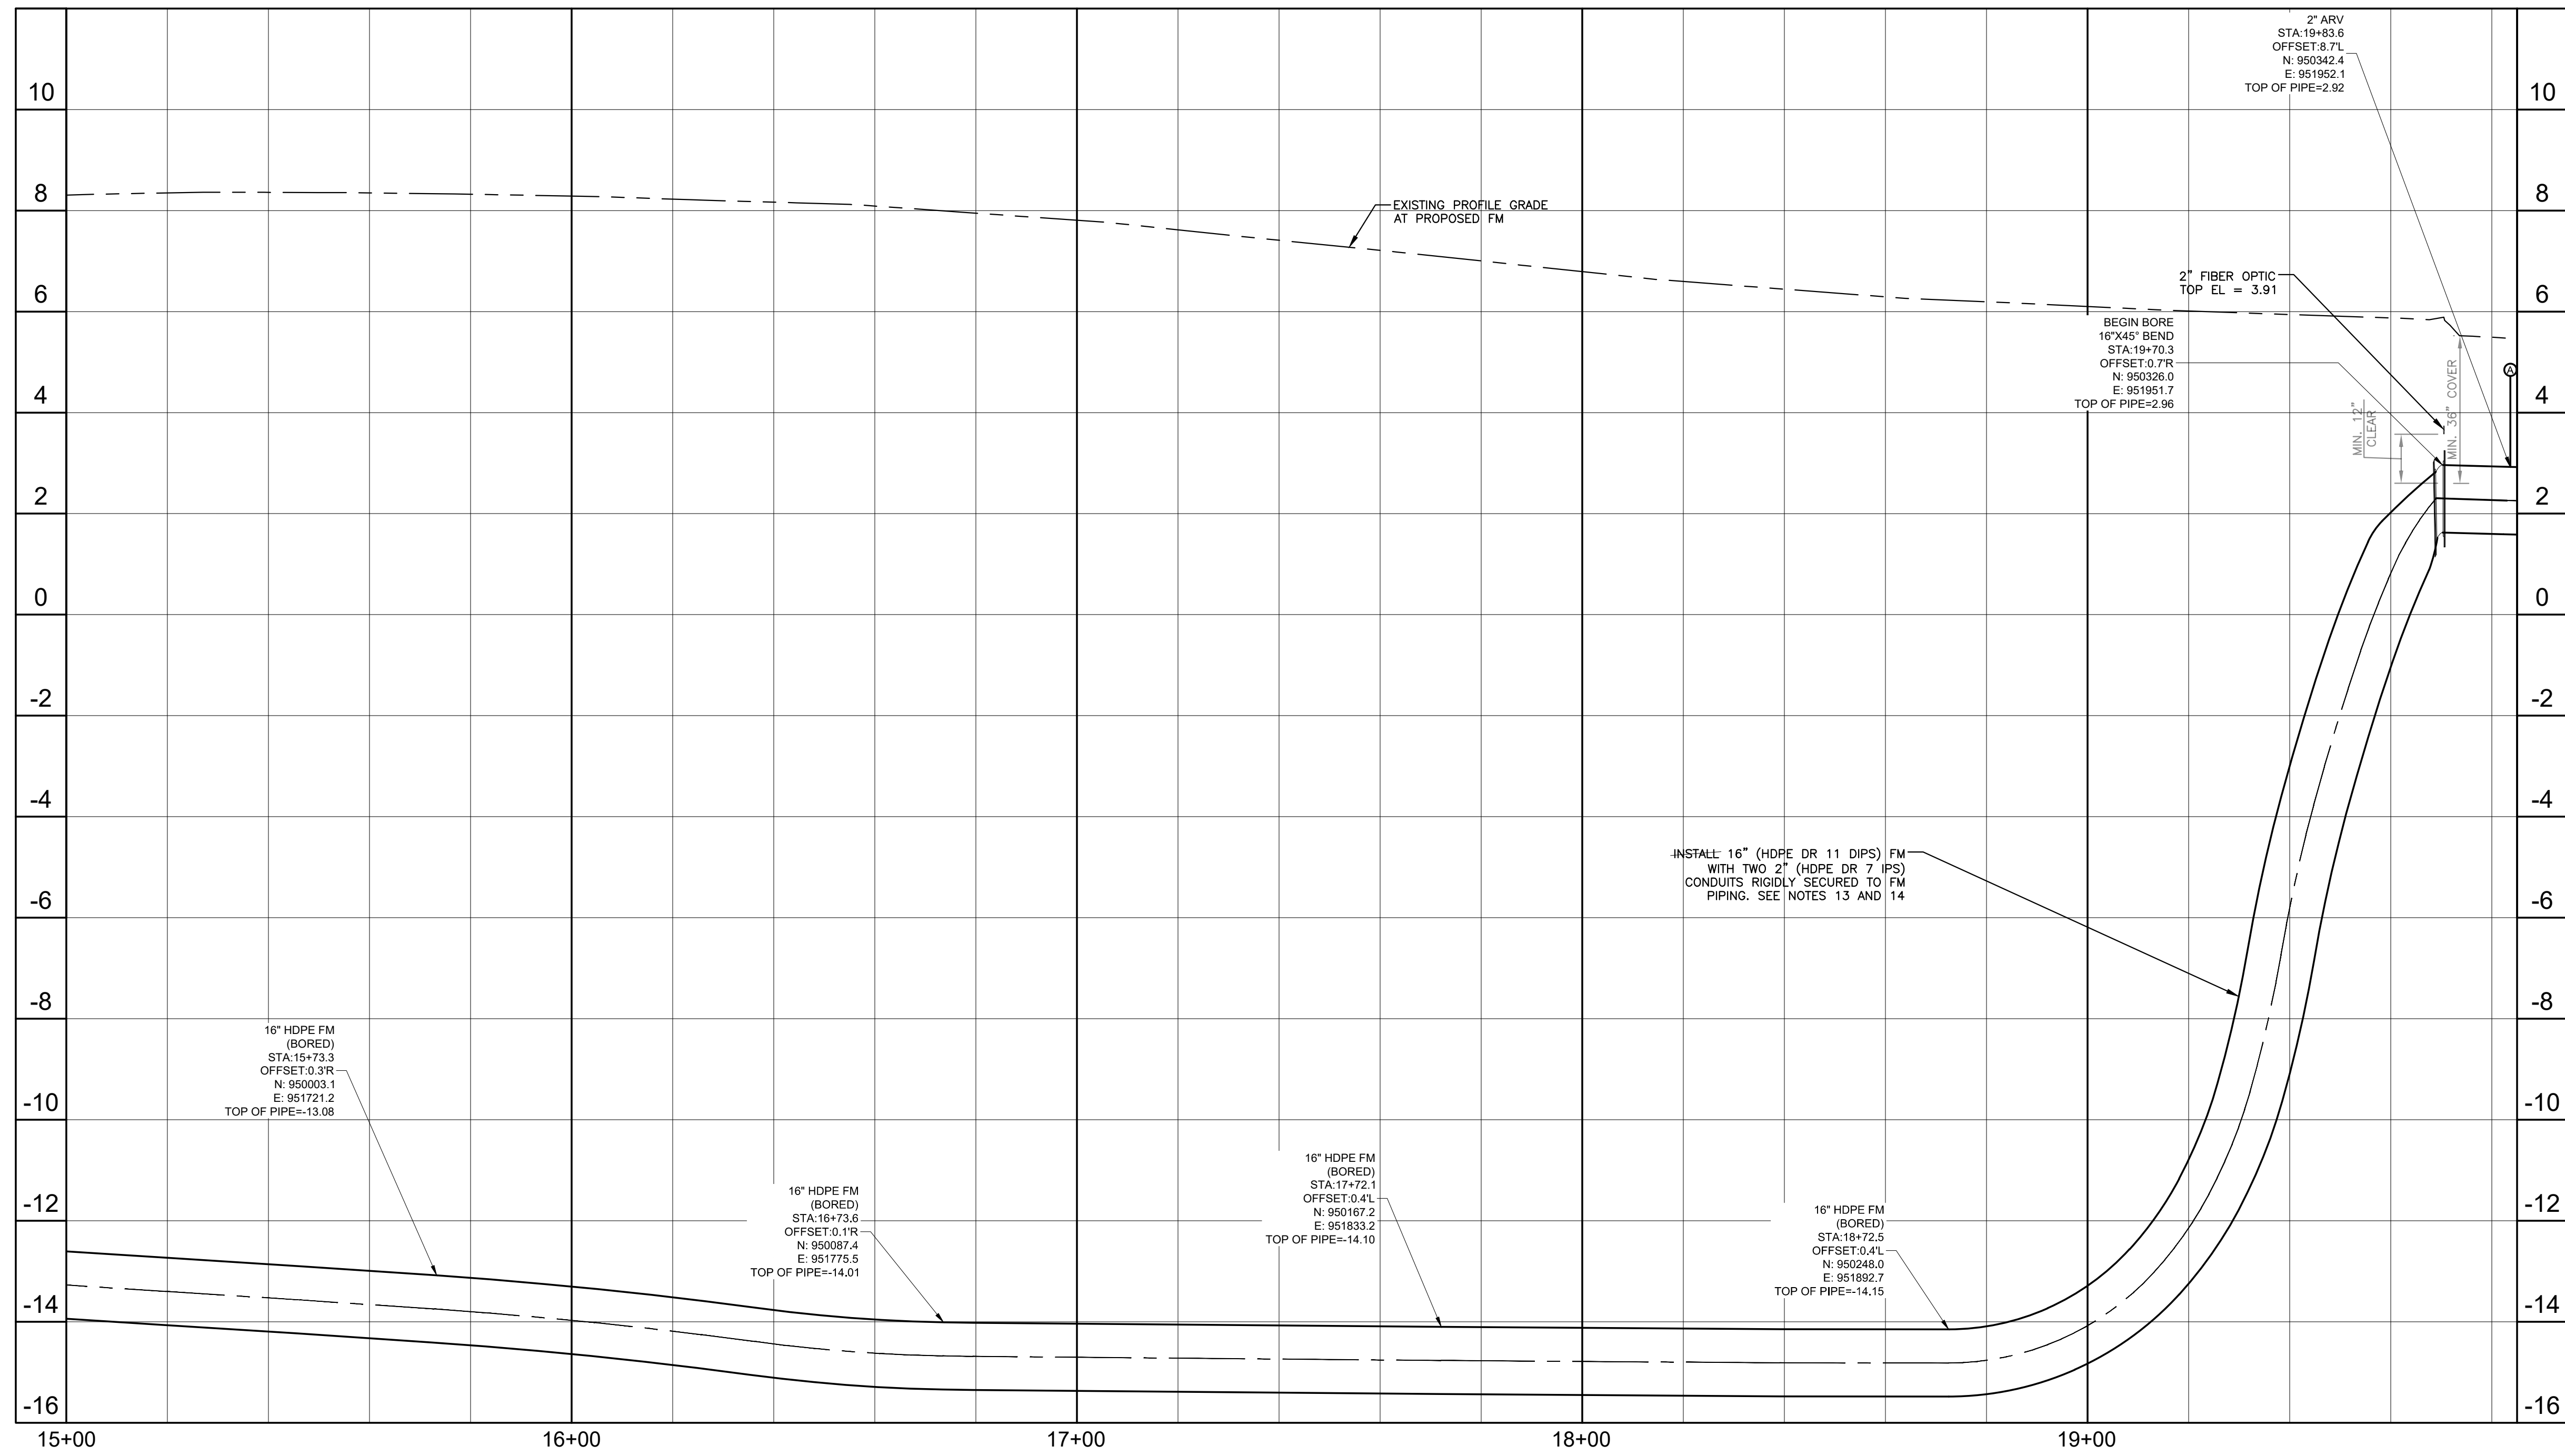 2" ARV
STA:19+83.6
OFFSET:8.7'L
N: 950342.4
E: 951952.1
TOP OF PIPE=2.92
10
10
8
8
EXISTING PROFILE GRADE
AT PROPOSED FM
2" FIBER OPTIC
TOP EL = 3.91
6
6
BEGIN BORE
16"X45° BEND
STA:19+70.3
OFFSET:0.7'R
N: 950326.0
E: 951951.7
TOP OF PIPE=2.96
A
MIN. 12"
CLEAR
MIN. 36" COVER
4
4
2
2
0
0
-2
-2
-4
-4
INSTALL 16" (HDPE DR 11 DIPS) FM
WITH TWO 2" (HDPE DR 7 IPS)
CONDUITS RIGIDLY SECURED TO FM
PIPING. SEE NOTES 13 AND 14
-6
-6
-8
-8
16" HDPE FM
(BORED)
STA:15+73.3
OFFSET:0.3'R
N: 950003.1
E: 951721.2
TOP OF PIPE=-13.08
-10
-10
16" HDPE FM
(BORED)
STA:16+73.6
OFFSET:0.1'R
N: 950087.4
E: 951775.5
TOP OF PIPE=-14.01
16" HDPE FM
(BORED)
STA:17+72.1
OFFSET:0.4'L
N: 950167.2
E: 951833.2
TOP OF PIPE=-14.10
16" HDPE FM
(BORED)
STA:18+72.5
OFFSET:0.4'L
N: 950248.0
E: 951892.7
TOP OF PIPE=-14.15
-12
-12
-14
-14
-16
-16
15+00
16+00
17+00
18+00
19+00